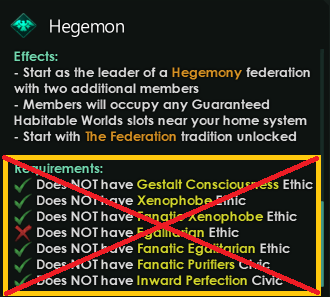 Hegemon
Effects:
- Start as the leader of a Hegemony federation
with two additional members
- Members will occupy any Guaranteed
Habitable Worlds slots near your home system
- Start with The Federation tradition unlocked
Requirements:
Does NOT have Gestalt Consciousness Ethic
Does NOT have Xenophobe Ethic
Does NOT have Fanatic Xenophobe Ethic
Does NOT have Egalitarian Ethic
Does NOT have Fanatic Egalitarian Ethic
Does NOT have Fanatic Purifiers Civic
Does NOT have Inward Perfection Civic